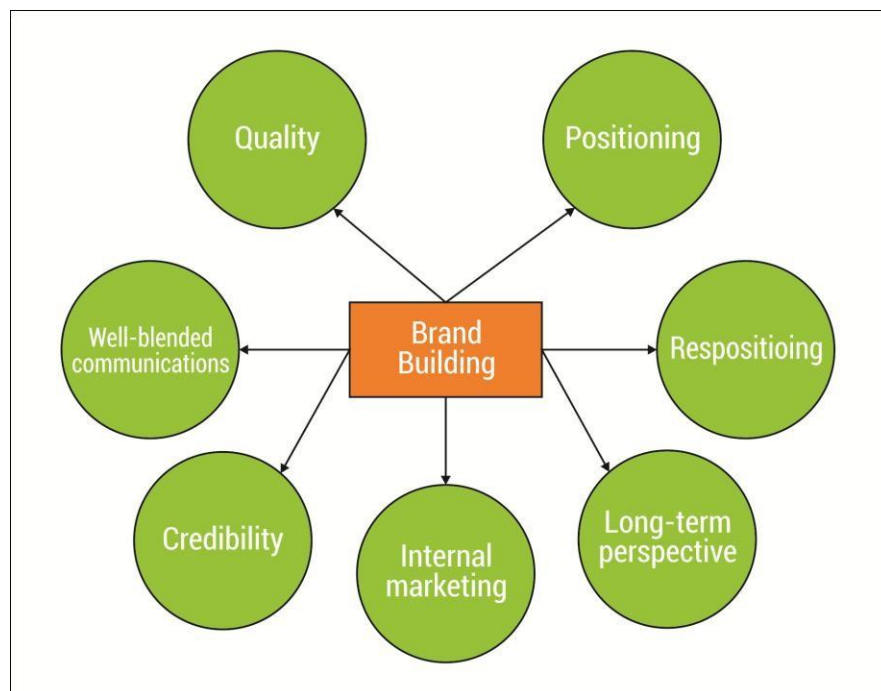 Quality
Positioning
Brand
Building
Well-blended
communications
Respositioing
Credibility
Internal
marketing
Long-term
perspective